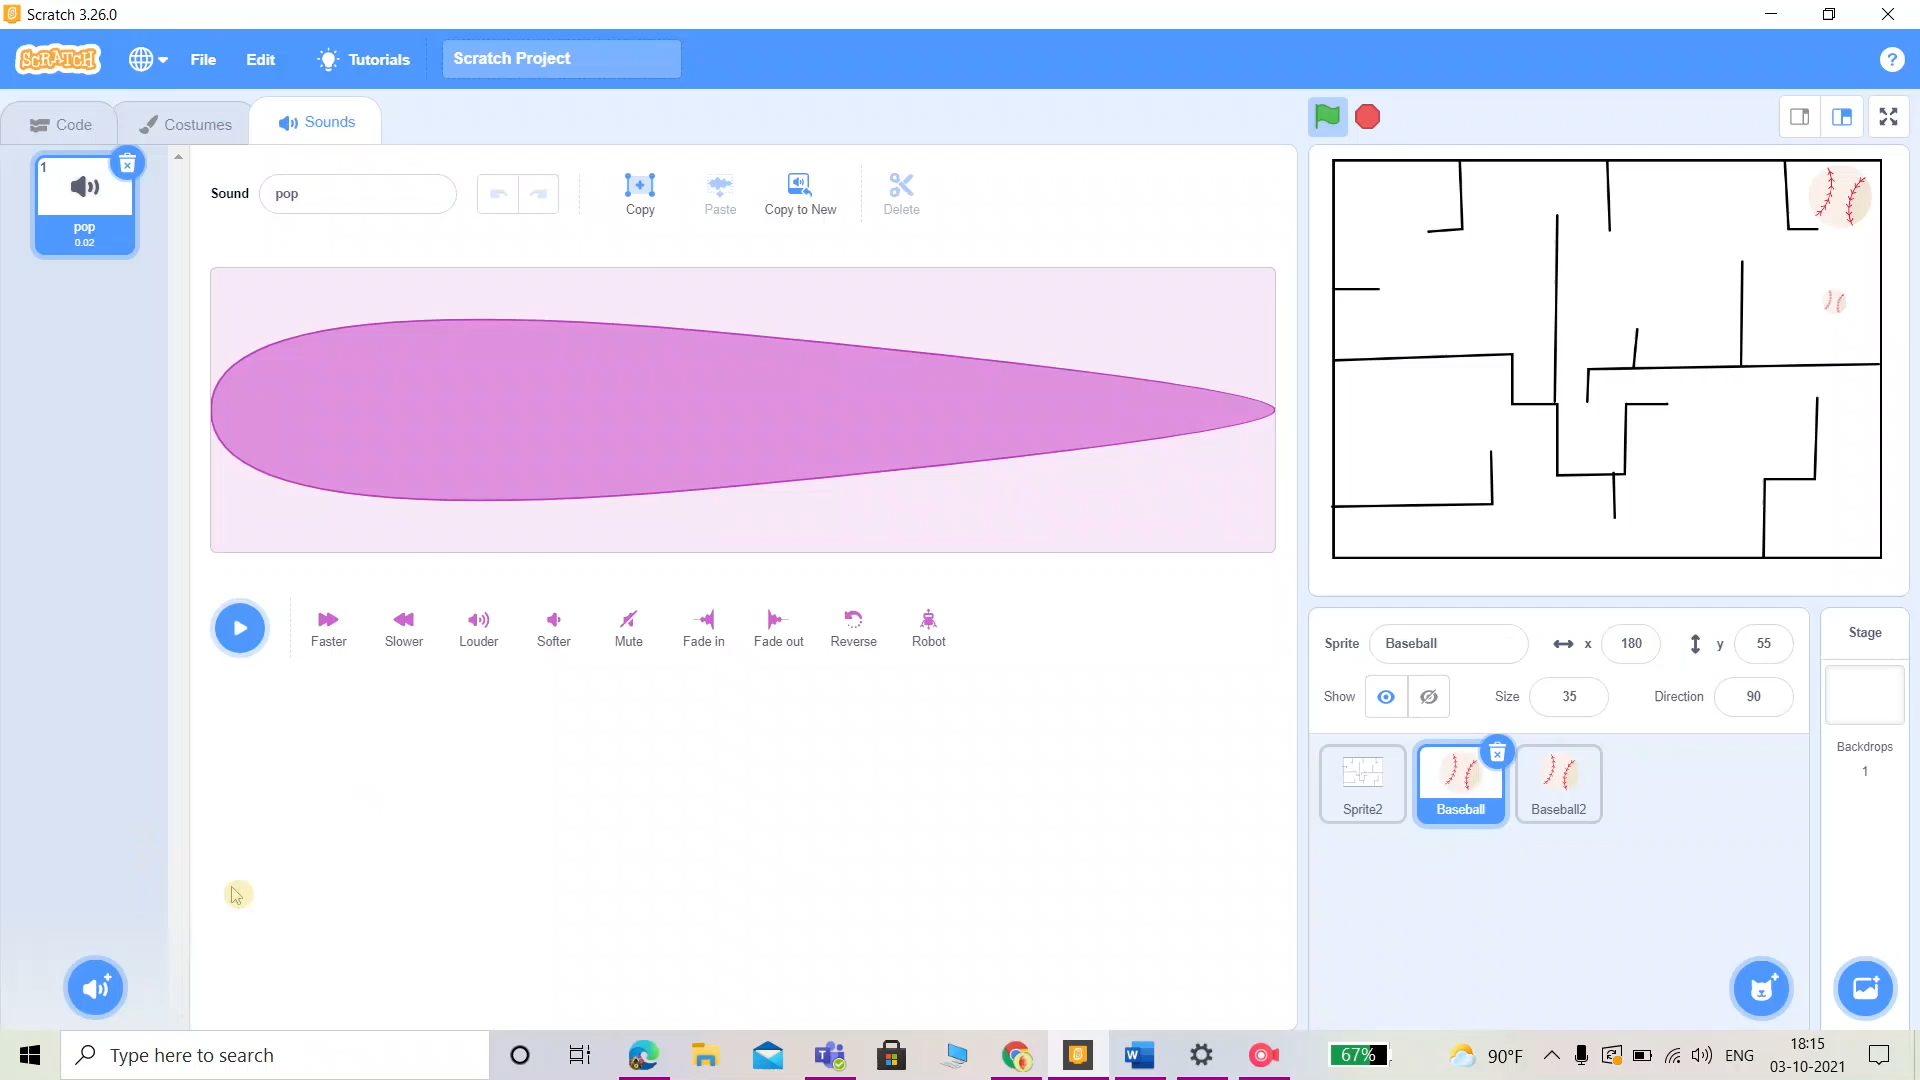 Scratch 3.26.0
SCRATCH
File
Edit
Tutorials
Scratch Project
?
Code
Costumes
Sounds
1
pop
0.02
Sound
pop
Copy
Paste
Copy to New
Delete
Faster
Slower
Louder
Softer
Mute
Fade in
Fade out
Reverse
Robot
Sprite
Baseball
x
180
y
55
Show
Size
35
Direction
90
Sprite2
Baseball
Baseball2
Stage
Backdrops
1
Type here to search
67%
90°F
ENG
18:15
03-10-2021